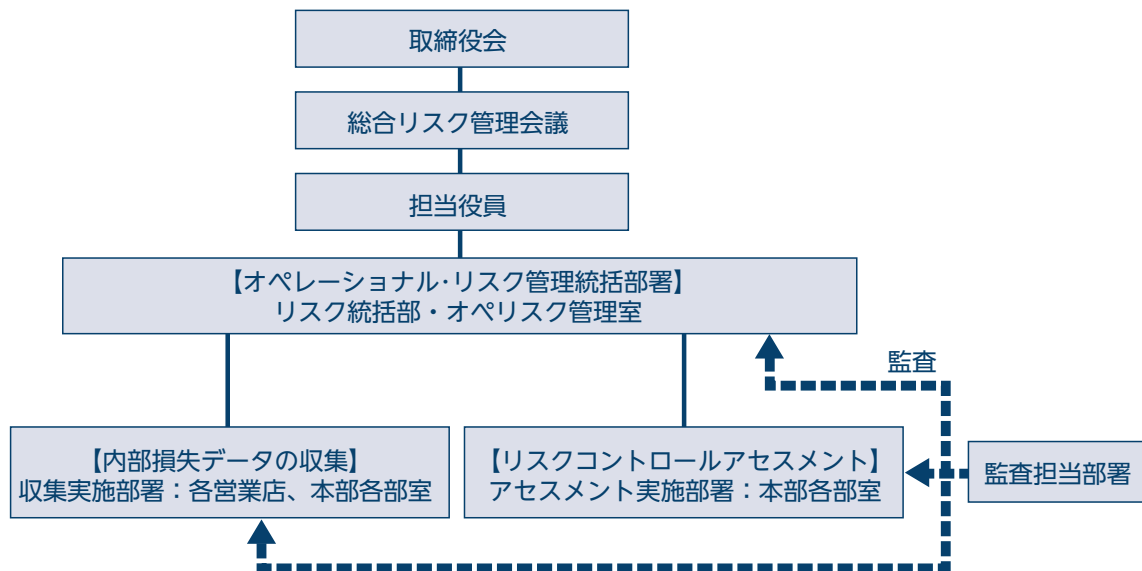 取締役会
総合リスク管理会議
担当役員
【オペレーショナル・リスク管理統括部署】
リスク統括部・オペリスク管理室
監査
【内部損失データの収集】
収集実施部署：各営業店、本部各部室
【リスクコントロールアセスメント】
アセスメント実施部署：本部各部室
監査担当部署